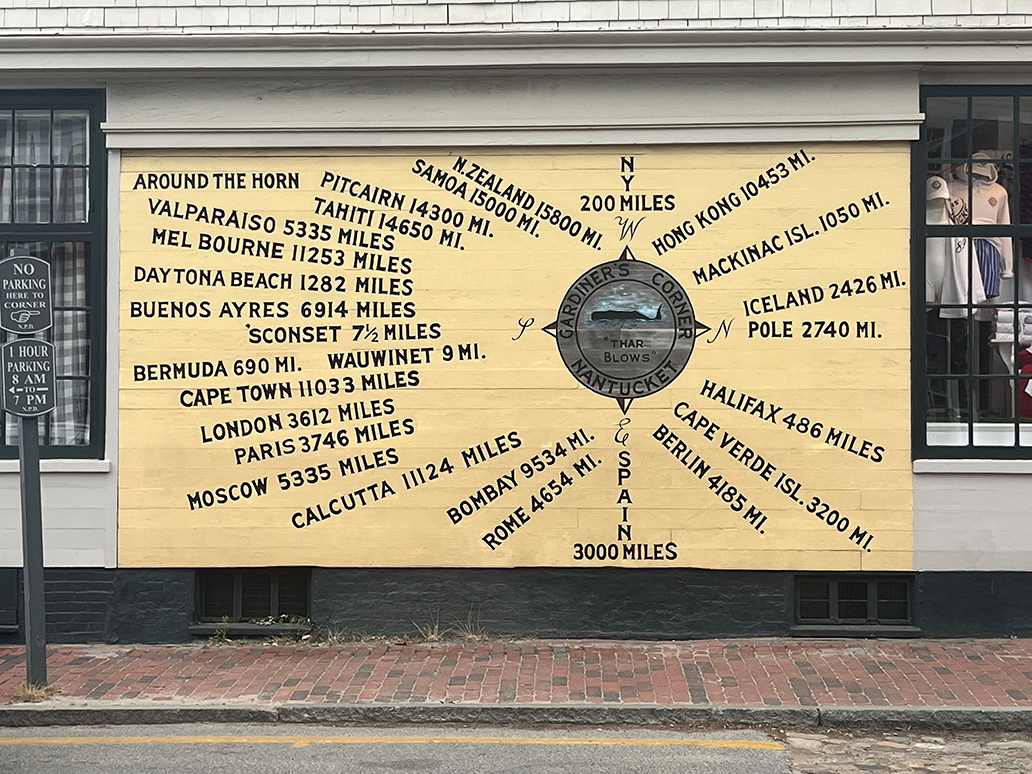 AROUND THE HORN
PITCAIRN 14300 MI.
SAMOA 15000 MI.
N.ZEALAND 15800 MI.
TAHITI 14650 MI.
VALPARAISO 5335 MILES
MEL BOURNE 11253 MILES
DAYTONA BEACH 1282 MILES
BUENOS AYRES 6914 MILES
'SCONSET 7½ MILES
BERMUDA 690 MI.
WAUWINET 9 MI.
CAPE TOWN 11033 MILES
LONDON 3612 MILES
PARIS 3746 MILES
MOSCOW 5335 MILES
CALCUTTA 11124 MILES
BOMBAY 9534 MI.
ROME 4654 MI.
NY
200 MILES
W
HONG KONG 10453 MI.
MACKINAC ISL. 1050 MI.
ICELAND 2426 MI.
N
POLE 2740 MI.
S
GARDINER'S CORNER
"THAR
BLOWS"
NANTUCKET
HALIFAX 486 MILES
CAPE VERDE ISL. 3200 MI.
BERLIN 4185 MI.
E
SPAIN
3000 MILES
NO
PARKING
HERE TO
CORNER
N.P.D.
1 HOUR
PARKING
8 AM
TO
7 PM
N.P.D.